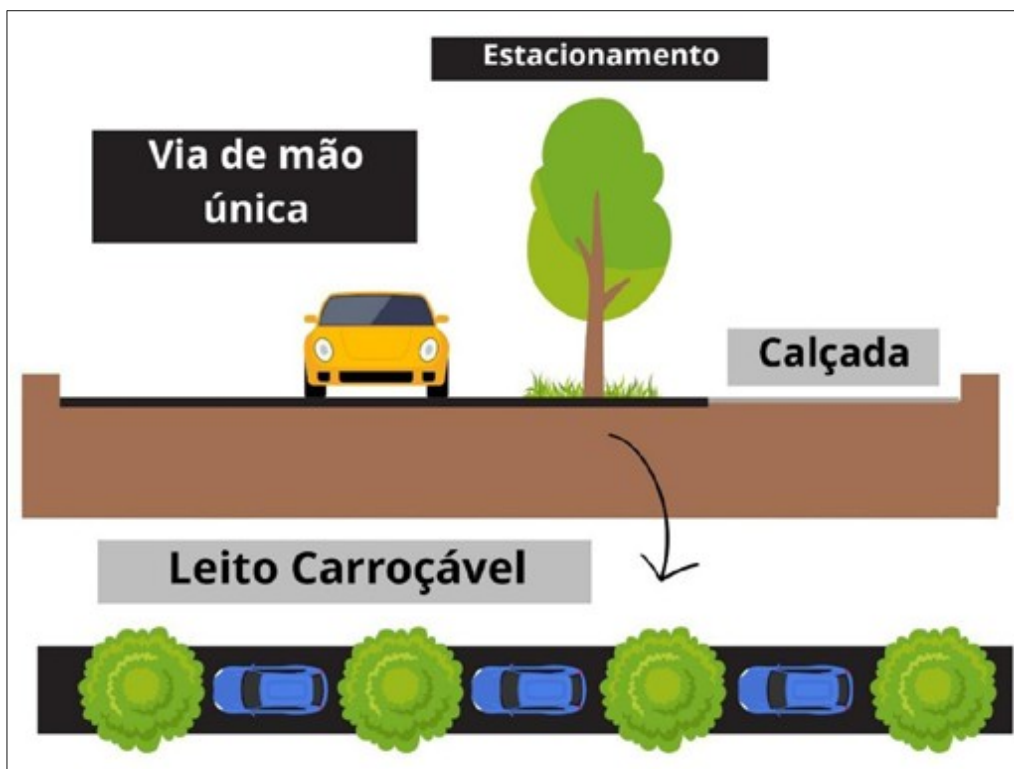 Estacionamento
Via de mão
única
Calçada
Leito Carroçável